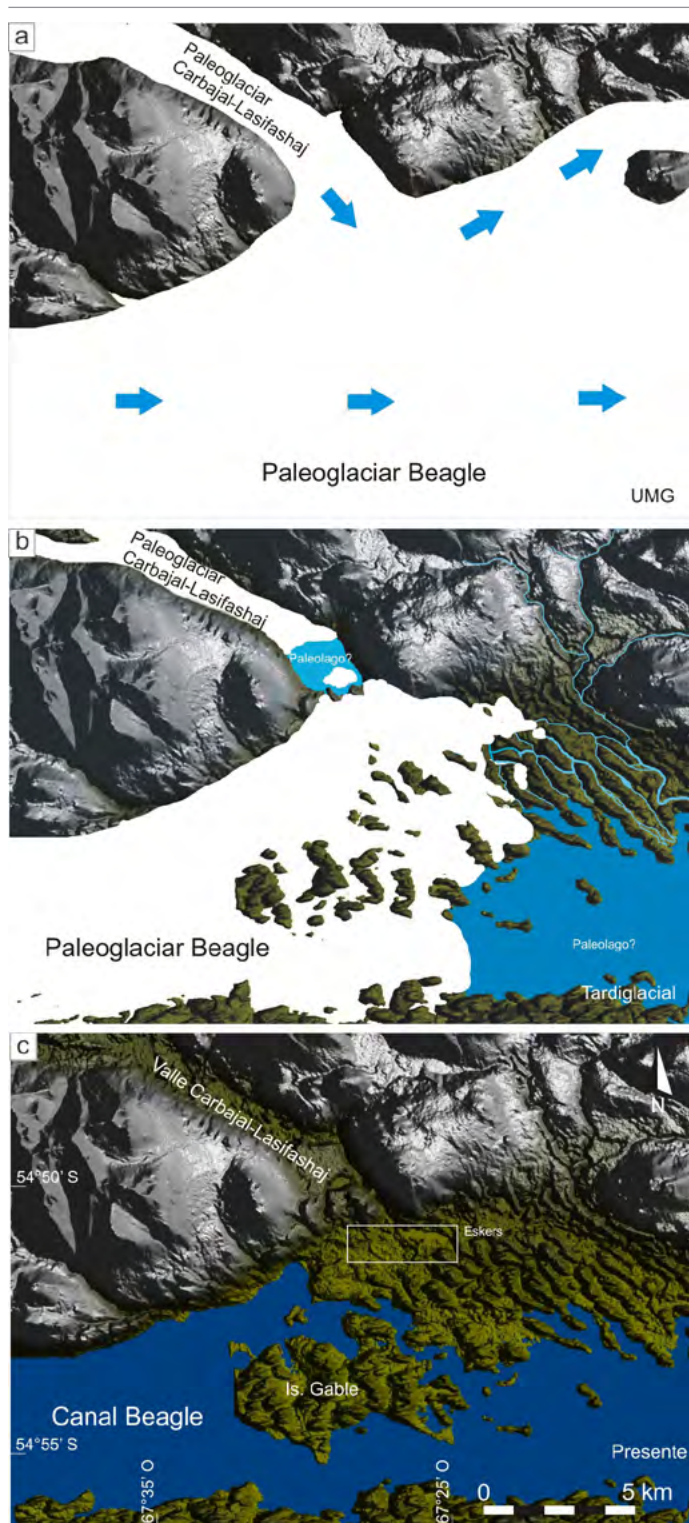 a
Paleoglaciar
Carbajal-Lasifashaj
Paleoglaciar Beagle
UMG
b
Paleoglaciar
Carbajal-Lasifashaj
Paleolago?
Paleoglaciar Beagle
Paleolago?
Tardiglacial
c
Valle Carbajal-Lasifashaj
N
54°50' S
Eskers
Is. Gable
Canal Beagle
54°55' S
Presente
67°35' O
67°25' O
0 5 km